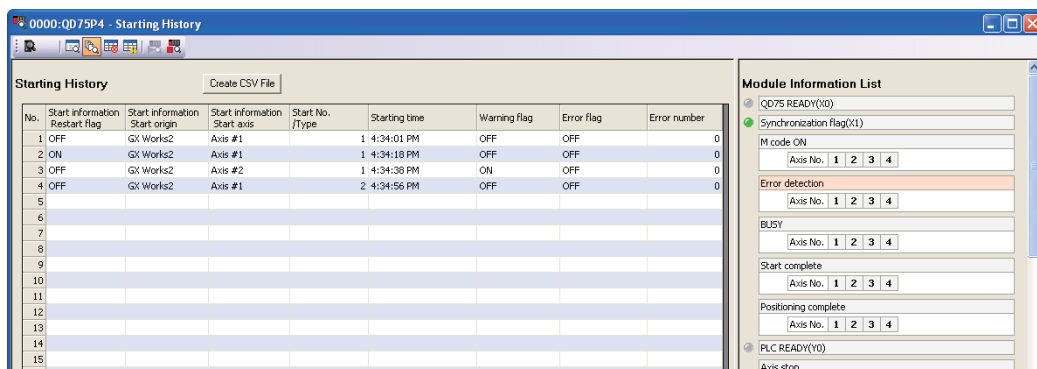 0000:QD75P4 - Starting History
Starting History
Create CSV File
No. Start information Restart flag Start information Start origin Start information Start axis Start No. /Type Starting time Warning flag Error flag Error number
1 OFF GX Works2 Axis #1 1 4:34:01 PM OFF OFF 0
2 ON GX Works2 Axis #1 1 4:34:18 PM OFF OFF 0
3 OFF GX Works2 Axis #2 1 4:34:38 PM ON OFF 0
4 OFF GX Works2 Axis #1 2 4:34:56 PM OFF OFF 0
5
6
7
8
9
10
11
12
13
14
15
Module Information List
QD75 READY(X0)
Synchronization flag(X1)
M code ON
Axis No. 1 2 3 4
Error detection
Axis No. 1 2 3 4
BUSY
Axis No. 1 2 3 4
Start complete
Axis No. 1 2 3 4
Positioning complete
Axis No. 1 2 3 4
PLC READY(Y0)
Axis stop